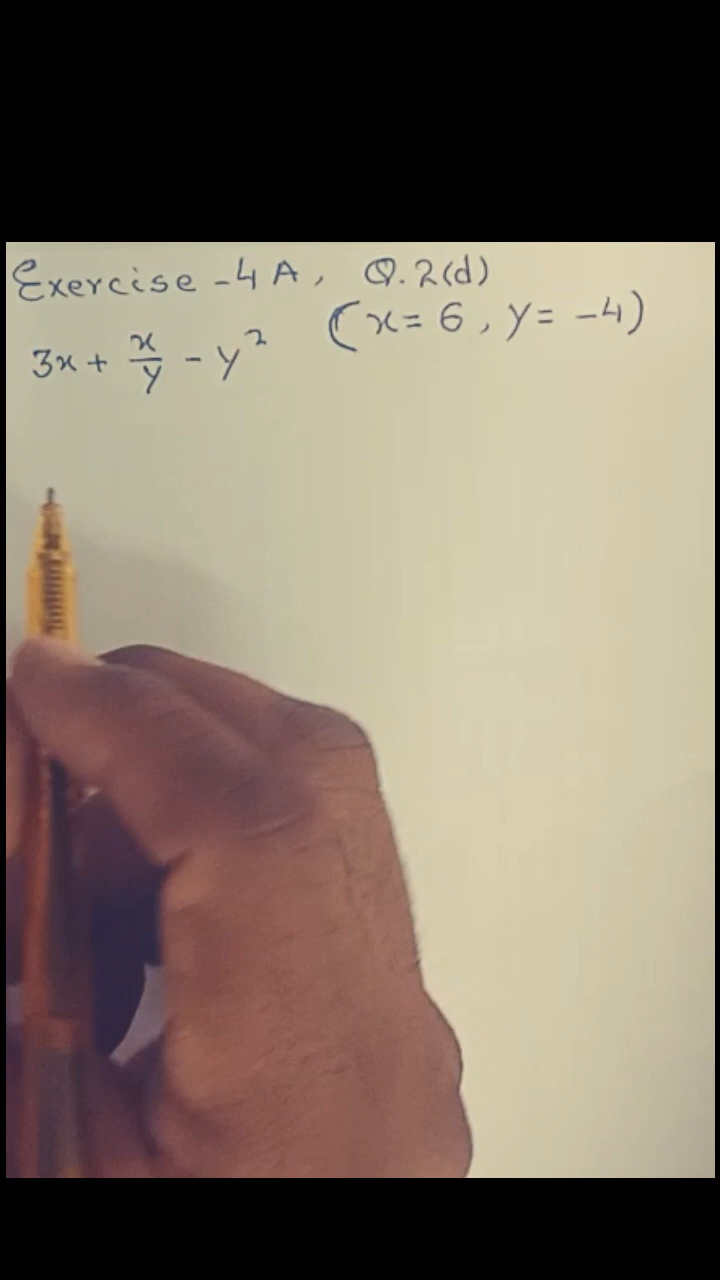 Exercise - 4 A, Q. 2(d)
3x + x/y - y² (x = 6, y = -4)